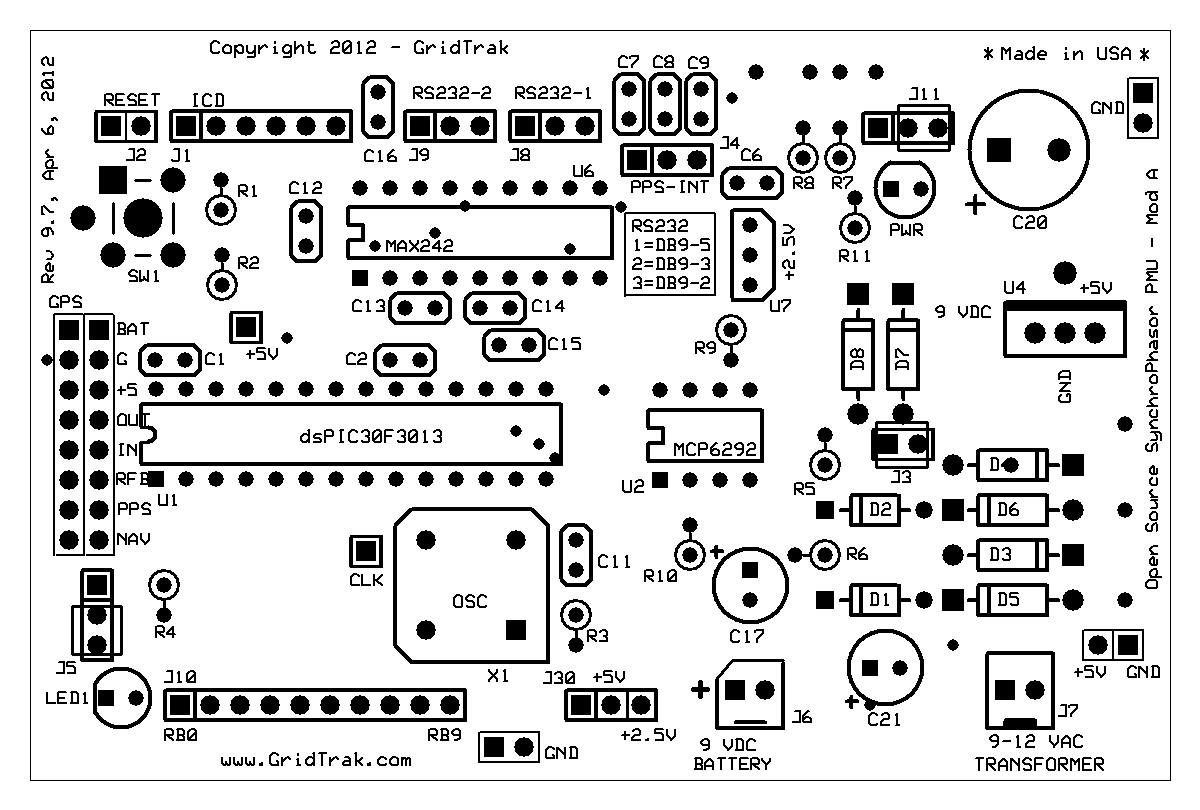 Copyright 2012 - GridTrak
* Made in USA *
Rev 9.7, Apr 6, 2012
RESET
ICD
RS232-2
RS232-1
C7
C8
C9
J11
GND
J2
J1
C16
J9
J8
J4
PPS-INT
C6
R8
R7
C20
+
R1
C12
U6
PWR
R11
MAX242
RS232
1=DB9-5
2=DB9-3
3=DB9-2
+2.5V
U7
SW1
R2
GPS
C13
C14
C15
+5V
C1
C2
R9
D8
D7
9 VDC
U4
+5V
GND
Open Source SynchroPhasor PMU - Mod A
BAT
G
+5
OUT
IN
PPS
NAV
dsPIC30F3013
U1
MCP6292
U2
J3
R5
D2
D6
D3
D1
D5
R6
R10
+
C17
CLK
OSC
C11
R3
X1
R4
J5
LED1
J10
RB0
RB9
J30
+5V
+2.5V
GND
+
J6
9 VDC
BATTERY
+
C21
J7
9-12 VAC
TRANSFORMER
+5V
GND
www.GridTrak.com